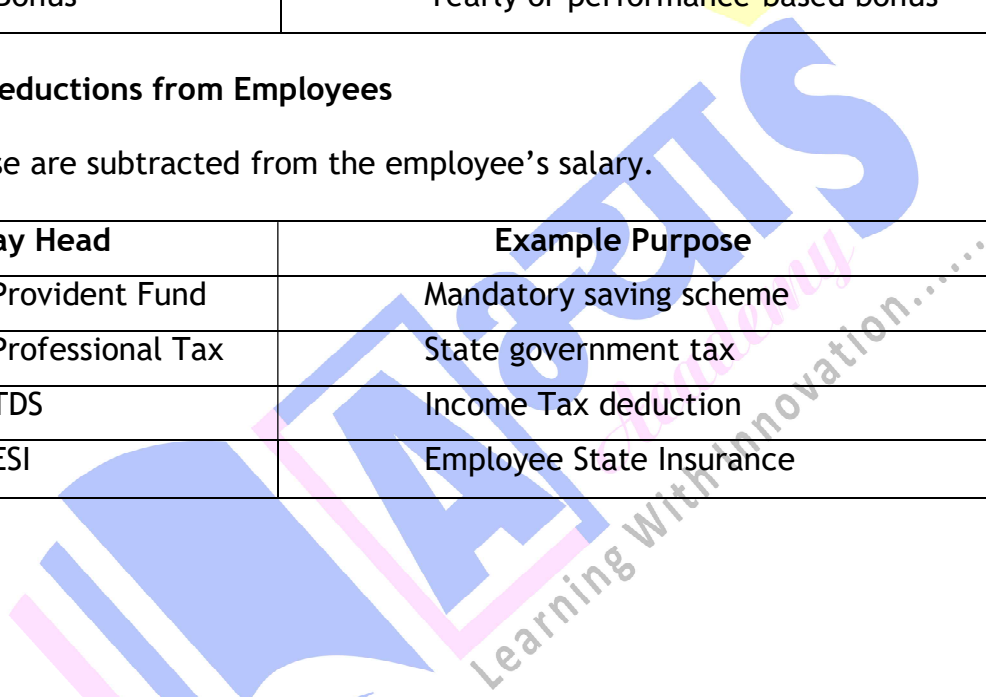 Bonus Yearly or performance-based bonus
eductions from Employees
se are subtracted from the employee’s salary.
ay Head Example Purpose
Provident Fund Mandatory saving scheme
Professional Tax State government tax
TDS Income Tax deduction
ESI Employee State Insurance
Academy
Learning With Innovation......